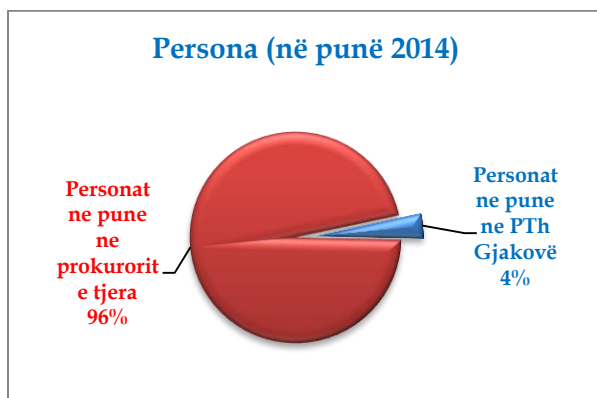 Persona (në punë 2014)
Personat
ne pune
ne
prokurorit
e tjera
96%
Personat
ne pune
ne PTh
Gjakovë
4%